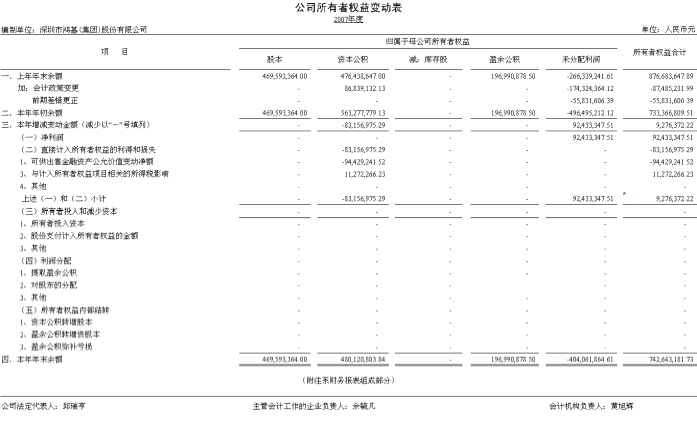 公司所有者权益变动表
2007年度
编制单位：深圳市鸿基(集团)股份有限公司 单位：人民币元
项 目 归属于母公司所有者权益 所有者权益合计
股本 资本公积 减：库存股 盈余公积 未分配利润
一、上年年末余额 469,593,364.00 476,438,647.00 - 196,990,878.50 -266,339,241.61 876,683,647.89
加：会计政策变更 - 86,839,132.13 - - -174,324,364.12 -87,485,231.99
前期差错更正 - - - - -55,831,606.39 -55,831,606.39
二、本年年初余额 469,593,364.00 563,277,779.13 - 196,990,878.50 -496,495,212.12 733,366,809.51
三、本年增减变动金额（减少以"一"号填列） - -83,156,975.29 - - 92,433,347.51 9,276,372.22
（一）净利润 - - - - 92,433,347.51 92,433,347.51
（二）直接计入所有者权益的利得和损失 - -83,156,975.29 - - - -83,156,975.29
1、可供出售金融资产公允价值变动净额 - -94,429,241.52 - - - -94,429,241.52
3、与计入所有者权益项目相关的所得税影响 - 11,272,266.23 - - - 11,272,266.23
4、其他 - - - - - -
上述（一）和（二）小计 - -83,156,975.29 - - 92,433,347.51 9,276,372.22
（三）所有者投入和减少资本 - - - - - -
1、所有者投入资本 - - - - - -
2、股份支付计入所有者权益的金额 - - - - - -
3、其他 - - - - - -
（四）利润分配 - - - - - -
1、提取盈余公积 - - - - - -
2、对股东的分配 - - - - - -
3、其他 - - - - - -
（五）所有者权益内部结转 - - - - - -
1、资本公积转增股本 - - - - - -
2、盈余公积转增资股本 - - - - - -
3、盈余公积弥补亏损 - - - - - -
四、本年年末余额 469,593,364.00 480,120,803.84 - 196,990,878.50 -404,061,864.61 742,643,181.73
（附注系财务报表组成部分）
公司法定代表人：邱瑞亨 主管会计工作的企业负责人：余毓凡 会计机构负责人：黄旭辉